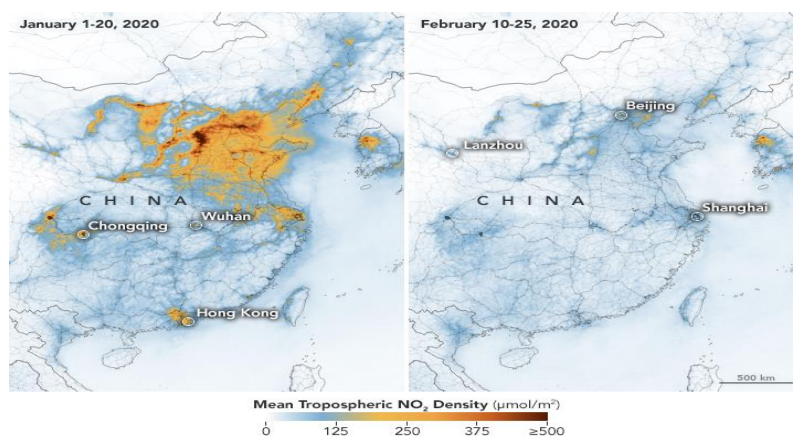 January 1-20, 2020
CHINA
Chongqing
Wuhan
Hong Kong
February 10-25, 2020
Beijing
Lanzhou
CHINA
Shanghai
500 km
Mean Tropospheric NO₂ Density (µmol/m²)
0 125 250 375 ≥500